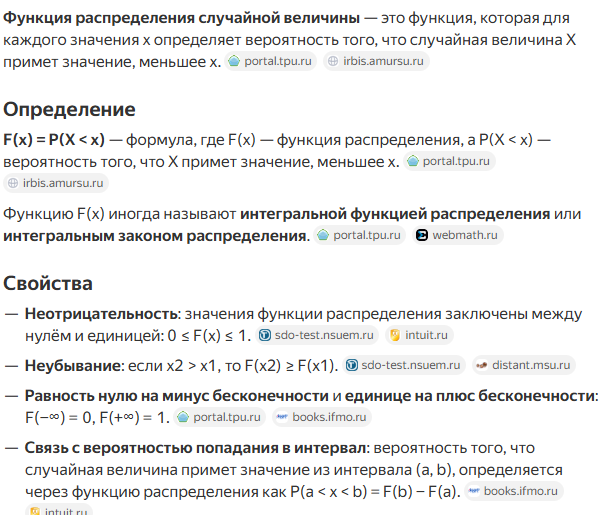 Функция распределения случайной величины — это функция, которая для
каждого значения x определяет вероятность того, что случайная величина X
примет значение, меньшее x. portal.tpu.ru irbis.amursu.ru
Определение
F(x) = P(X < x) — формула, где F(x) — функция распределения, а P(X < x) —
вероятность того, что X примет значение, меньшее x. portal.tpu.ru
irbis.amursu.ru
Функцию F(x) иногда называют интегральной функцией распределения или
интегральным законом распределения. portal.tpu.ru webmath.ru
Свойства
— Неотрицательность: значения функции распределения заключены между
нулём и единицей: 0 ≤ F(x) ≤ 1. sdo-test.nsuem.ru intuit.ru
— Неубывание: если x2 > x1, то F(x2) ≥ F(x1). sdo-test.nsuem.ru distant.msu.ru
— Равность нулю на минус бесконечности и единице на плюс бесконечности:
F(−∞) = 0, F(+∞) = 1. portal.tpu.ru books.ifmo.ru
— Связь с вероятностью попадания в интервал: вероятность того, что
случайная величина примет значение из интервала (a, b), определяется
через функцию распределения как P(a < x < b) = F(b) − F(a). books.ifmo.ru
intuit.ru